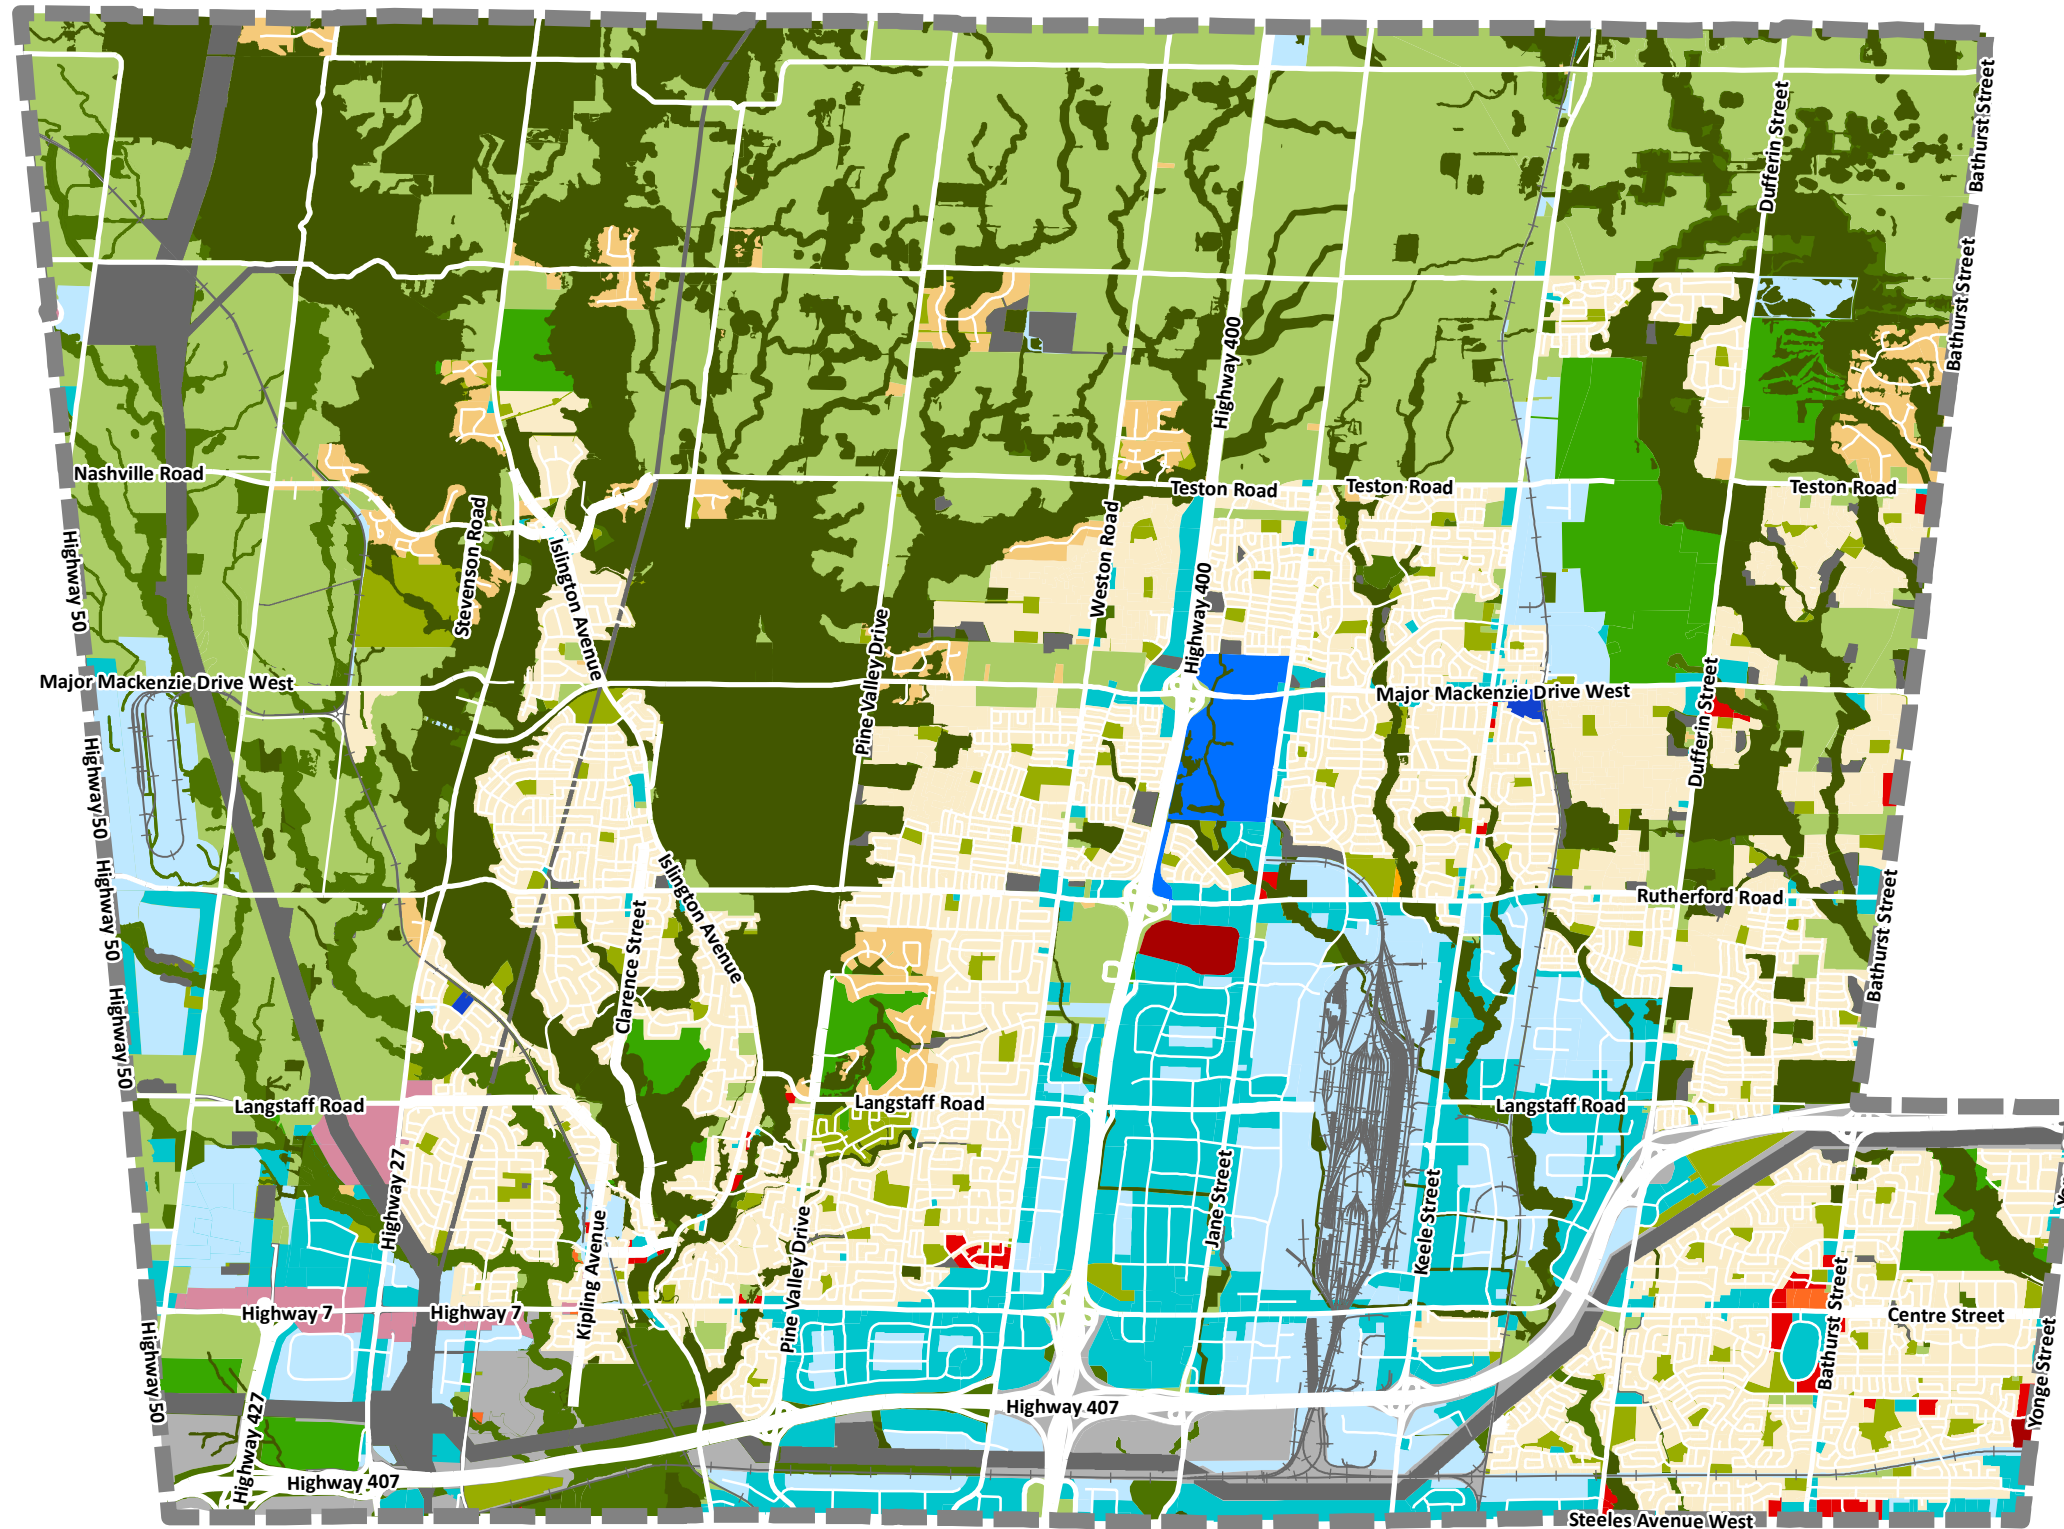 Bathurst Street
Dufferin Street
Bathurst Street
Bathurst Street
Highway 400
Nashville Road
Teston Road
Teston Road
Teston Road
Stevenson Road
Weston Road
Highway 50
Islington Avenue
Highway 400
Pine Valley Drive
Major Mackenzie Drive West
Major Mackenzie Drive West
Dufferin Street
Highway 50
Highway 50
Islington Avenue
Rutherford Road
Clarence Street
Bathurst Street
Highway 50
Highway 50
Langstaff Road
Langstaff Road
Langstaff Road
Highway 27
Jane Street
Keele Street
Kipling Avenue
Pine Valley Drive
Bathurst Street
Highway 7
Highway 7
Centre Street
Highway 50
Yonge Street
Highway 427
Highway 407
Highway 407
Steeles Avenue West